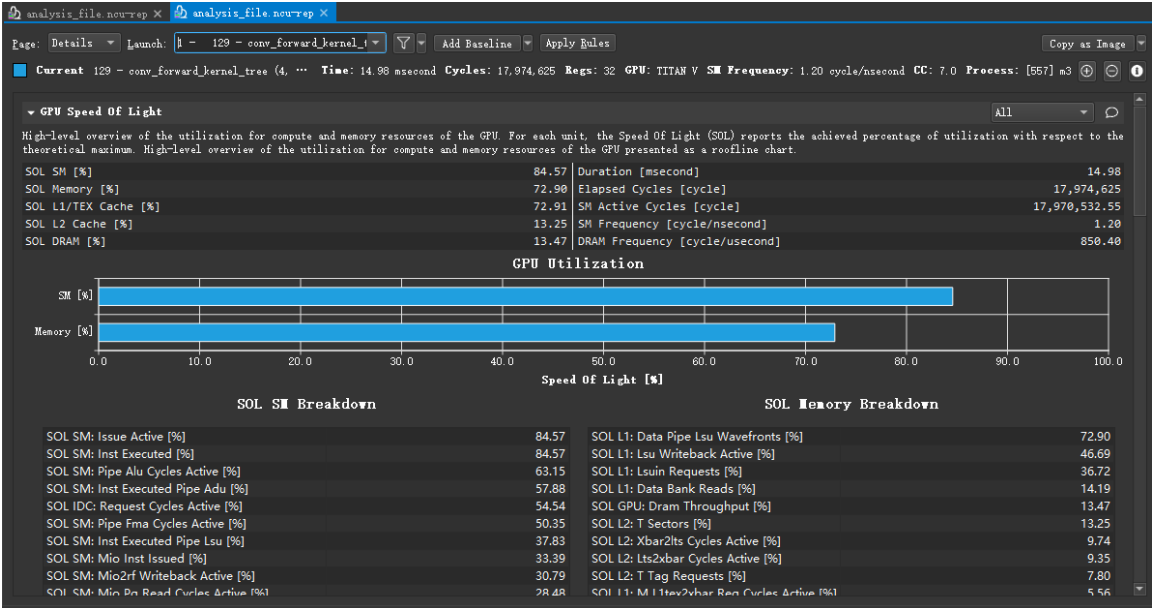 analysis_file.ncu-rep × analysis_file.ncu-rep ×
Page: Details Launch: 1 - 129 - conv_forward_kernel_t Add Baseline Apply Rules Copy as Image
Current 129 - conv_forward_kernel_tree (4, ... Time: 14.98 msecond Cycles: 17,974,625 Regs: 32 GPU: TITAN V SM Frequency: 1.20 cycle/nsecond CC: 7.0 Process: [557] m3
GPU Speed Of Light All
High-level overview of the utilization for compute and memory resources of the GPU. For each unit, the Speed Of Light (SOL) reports the achieved percentage of utilization with respect to the
theoretical maximum. High-level overview of the utilization for compute and memory resources of the GPU presented as a roofline chart.
SOL SM [%] 84.57 Duration [msecond] 14.98
SOL Memory [%] 72.90 Elapsed Cycles [cycle] 17,974,625
SOL L1/TEX Cache [%] 72.91 SM Active Cycles [cycle] 17,970,532.55
SOL L2 Cache [%] 13.25 SM Frequency [cycle/nsecond] 1.20
SOL DRAM [%] 13.47 DRAM Frequency [cycle/usecond] 850.40
GPU Utilization
SM [%]
Memory [%]
0.0 10.0 20.0 30.0 40.0 50.0 60.0 70.0 80.0 90.0 100.0
Speed Of Light [%]
SOL SM Breakdown SOL Memory Breakdown
SOL SM: Issue Active [%] 84.57 SOL L1: Data Pipe Lsu Wavefronts [%] 72.90
SOL SM: Inst Executed [%] 84.57 SOL L1: Lsu Writeback Active [%] 46.69
SOL SM: Pipe Alu Cycles Active [%] 63.15 SOL L1: Lsuin Requests [%] 36.72
SOL SM: Inst Executed Pipe Adu [%] 57.88 SOL L1: Data Bank Reads [%] 14.19
SOL IDC: Request Cycles Active [%] 54.54 SOL GPU: Dram Throughput [%] 13.47
SOL SM: Pipe Fma Cycles Active [%] 50.35 SOL L2: T Sectors [%] 13.25
SOL SM: Inst Executed Pipe Lsu [%] 37.83 SOL L2: Xbar2lts Cycles Active [%] 9.74
SOL SM: Mio Inst Issued [%] 33.39 SOL L2: Lts2xbar Cycles Active [%] 9.35
SOL SM: Mio2rf Writeback Active [%] 30.79 SOL L2: T Tag Requests [%] 7.80
SOL SM: Mio Pq Read Cycles Active [%] 28.48 SOL L1: M L1tex2xbar Req Cycles Active [%] 5.56